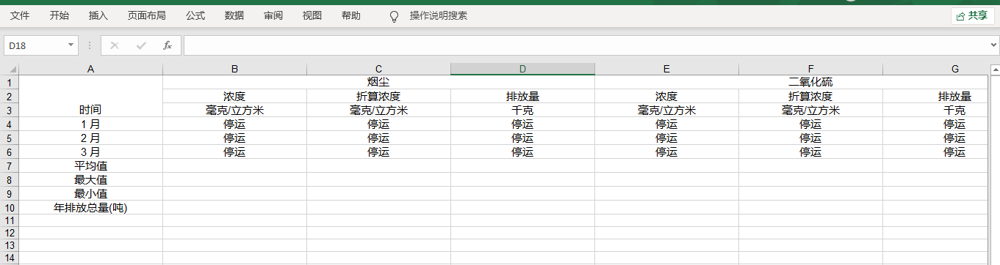 文件 开始 插入 页面布局 公式 数据 审阅 视图 帮助 操作说明搜索 共享
D18 fx
A B C D E F G
1 烟尘 二氧化硫
2 浓度 折算浓度 排放量 浓度 折算浓度 排放量
3 时间 毫克/立方米 毫克/立方米 千克 毫克/立方米 毫克/立方米 千克
4 1 月 停运 停运 停运 停运 停运 停运
5 2 月 停运 停运 停运 停运 停运 停运
6 3 月 停运 停运 停运 停运 停运 停运
7 平均值
8 最大值
9 最小值
10 年排放总量(吨)
11
12
13
14